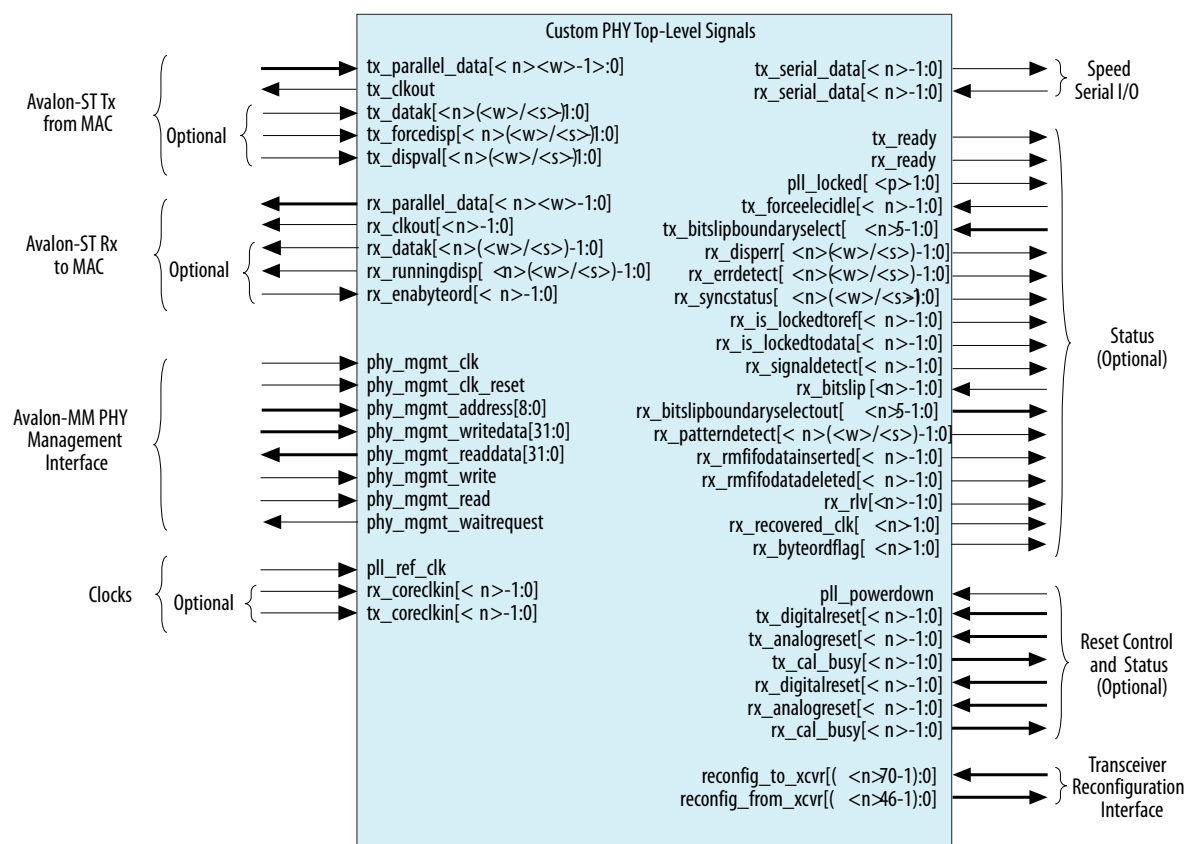 Custom PHY Top-Level Signals
Avalon-ST Tx
from MAC
Optional
tx_parallel_data[< n><w>-1>:0]
tx_clkout
tx_datak[<n>(<w>/<s>)1:0]
tx_forcedisp[< n>(<w>/<s>)1:0]
tx_dispval[<n>(<w>/<s>)1:0]
Avalon-ST Rx
to MAC
Optional
rx_parallel_data[< n><w>-1:0]
rx_clkout[<n>-1:0]
rx_datak[<n>(<w>/<s>)-1:0]
rx_runningdisp[ <n>(<w>/<s>)-1:0]
rx_enabyteord[< n>-1:0]
Avalon-MM PHY
Management
Interface
phy_mgmt_clk
phy_mgmt_clk_reset
phy_mgmt_address[8:0]
phy_mgmt_writedata[31:0]
phy_mgmt_readdata[31:0]
phy_mgmt_write
phy_mgmt_read
phy_mgmt_waitrequest
Clocks
Optional
pll_ref_clk
rx_coreclkin[< n>-1:0]
tx_coreclkin[< n>-1:0]
tx_serial_data[< n>-1:0]
rx_serial_data[< n>-1:0]
Speed
Serial I/O
tx_ready
rx_ready
pll_locked[ <p>-1:0]
tx_forceelecidle[< n>-1:0]
tx_bitslipboundaryselect[ <n>5-1:0]
rx_disperr[ <n>(<w>/<s>)-1:0]
rx_errdetect[ <n>(<w>/<s>)-1:0]
rx_syncstatus[ <n>(<w>/<s>)-1:0]
rx_is_lockedtoref[< n>-1:0]
rx_is_lockedtodata[< n>-1:0]
rx_signaldetect[< n>-1:0]
rx_bitslip [<n>-1:0]
rx_bitslipboundaryselectout[ <n>5-1:0]
rx_patterndetect[< n>(<w>/<s>)-1:0]
rx_rmfifodatainserted[< n>-1:0]
rx_rmfifodatadeleted[< n>-1:0]
rx_rlv[<n>-1:0]
rx_recovered_clk[ <n>-1:0]
rx_byteordflag[ <n>-1:0]
Status
(Optional)
pll_powerdown
tx_digitalreset[< n>-1:0]
tx_analogreset[< n>-1:0]
tx_cal_busy[< n>-1:0]
rx_digitalreset[< n>-1:0]
rx_analogreset[< n>-1:0]
rx_cal_busy[< n>-1:0]
Reset Control
and Status
(Optional)
reconfig_to_xcvr[( <n>70-1):0]
reconfig_from_xcvr[( <n>46-1):0]
Transceiver
Reconfiguration
Interface